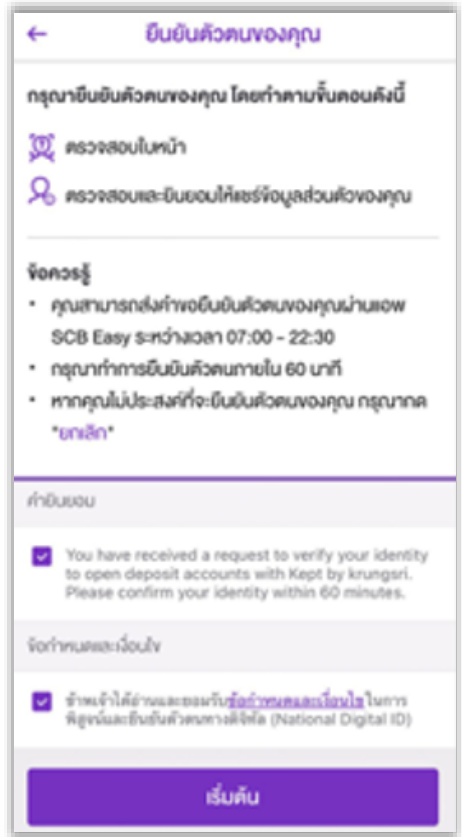 ยืนยันตัวตนของคุณ
กรุณายืนยันตัวตนของคุณ โดยทำตามขั้นตอนดังนี้
ตรวจสอบใบหน้า
ตรวจสอบและยินยอมให้แชร์ข้อมูลส่วนตัวของคุณ
ข้อควรรู้
• คุณสามารถส่งคำขอยืนยันตัวตนของคุณผ่านแอพ
SCB Easy ระหว่างเวลา 07:00 - 22:30
• กรุณาทำการยืนยันตัวตนภายใน 60 นาที
• หากคุณไม่ประสงค์ที่จะยืนยันตัวตนของคุณ กรุณากด
"ยกเลิก"
คำยินยอม
You have received a request to verify your identity
to open deposit accounts with Kept by krungsri.
Please confirm your identity within 60 minutes.
ข้อกำหนดและเงื่อนไข
ข้าพเจ้าได้อ่านและยอมรับข้อกำหนดและเงื่อนไขในการ
พิสูจน์และยืนยันตัวตนทางดิจิทัล (National Digital ID)
เริ่มต้น